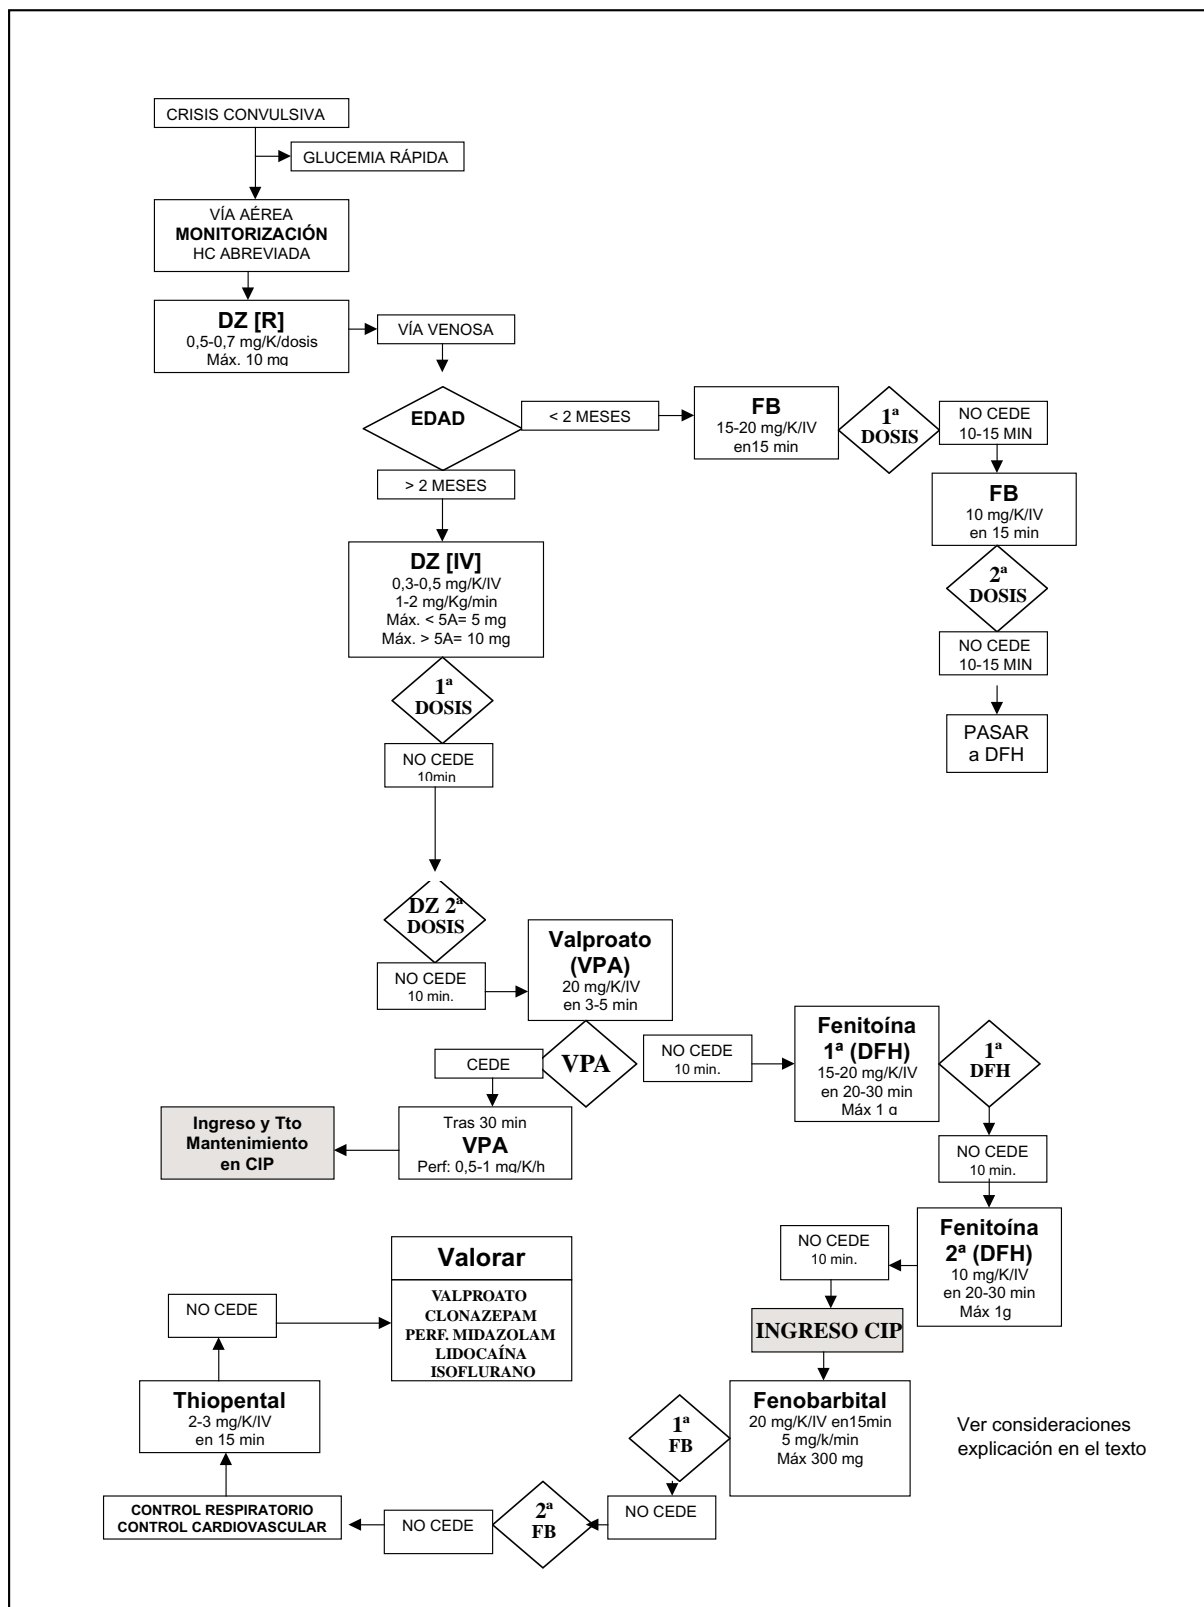 CRISIS CONVULSIVA
GLUCEMIA RÁPIDA
VÍA AÉREA
MONITORIZACIÓN
HC ABREVIADA
DZ [R]
0,5-0,7 mg/K/dosis
Máx. 10 mg
VÍA VENOSA
EDAD
< 2 MESES
FB
15-20 mg/K/IV
en15 min
1ª
DOSIS
NO CEDE
10-15 MIN
FB
10 mg/K/IV
en 15 min
2ª
DOSIS
NO CEDE
10-15 MIN
PASAR
a DFH
> 2 MESES
DZ [IV]
0,3-0,5 mg/K/IV
1-2 mg/Kg/min
Máx. < 5A= 5 mg
Máx. > 5A= 10 mg
1ª
DOSIS
NO CEDE
10min
DZ 2ª
DOSIS
NO CEDE
10 min.
Valproato
(VPA)
20 mg/K/IV
en 3-5 min
VPA
CEDE
Tras 30 min
VPA
Perf: 0,5-1 mg/K/h
Ingreso y Tto
Mantenimiento
en CIP
NO CEDE
10 min.
Fenitoína
1ª (DFH)
15-20 mg/K/IV
en 20-30 min
Máx 1 g
1ª
DFH
NO CEDE
10 min.
Fenitoína
2ª (DFH)
10 mg/K/IV
en 20-30 min
Máx 1g
NO CEDE
10 min.
INGRESO CIP
Fenobarbital
20 mg/K/IV en15min
5 mg/k/min
Máx 300 mg
1ª
FB
NO CEDE
2ª
FB
NO CEDE
CONTROL RESPIRATORIO
CONTROL CARDIOVASCULAR
Thiopental
2-3 mg/K/IV
en 15 min
NO CEDE
Valorar
VALPROATO
CLONAZEPAM
PERF. MIDAZOLAM
LIDOCAÍNA
ISOFLURANO
Ver consideraciones
explicación en el texto